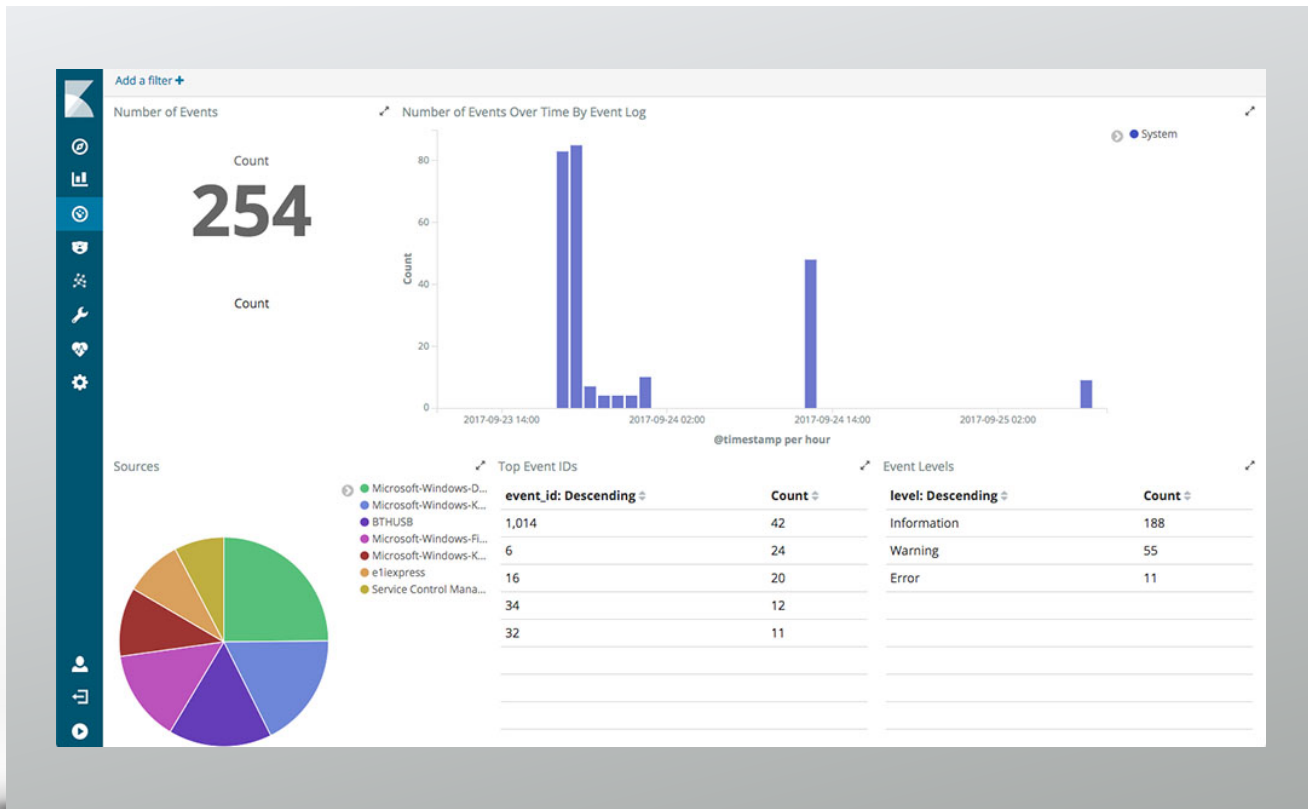 Add a filter +
Number of Events
Count
254
Count
Number of Events Over Time By Event Log
System
Count
80
60
40
20
0
2017-09-23 14:00 2017-09-24 02:00 2017-09-24 14:00 2017-09-25 02:00
@timestamp per hour
Sources
Microsoft-Windows-D...
Microsoft-Windows-K...
BTHUSB
Microsoft-Windows-Fi...
Microsoft-Windows-K...
e1iexpress
Service Control Mana...
Top Event IDs
event_id: Descending Count
1,014 42
6 24
16 20
34 12
32 11
Event Levels
level: Descending Count
Information 188
Warning 55
Error 11